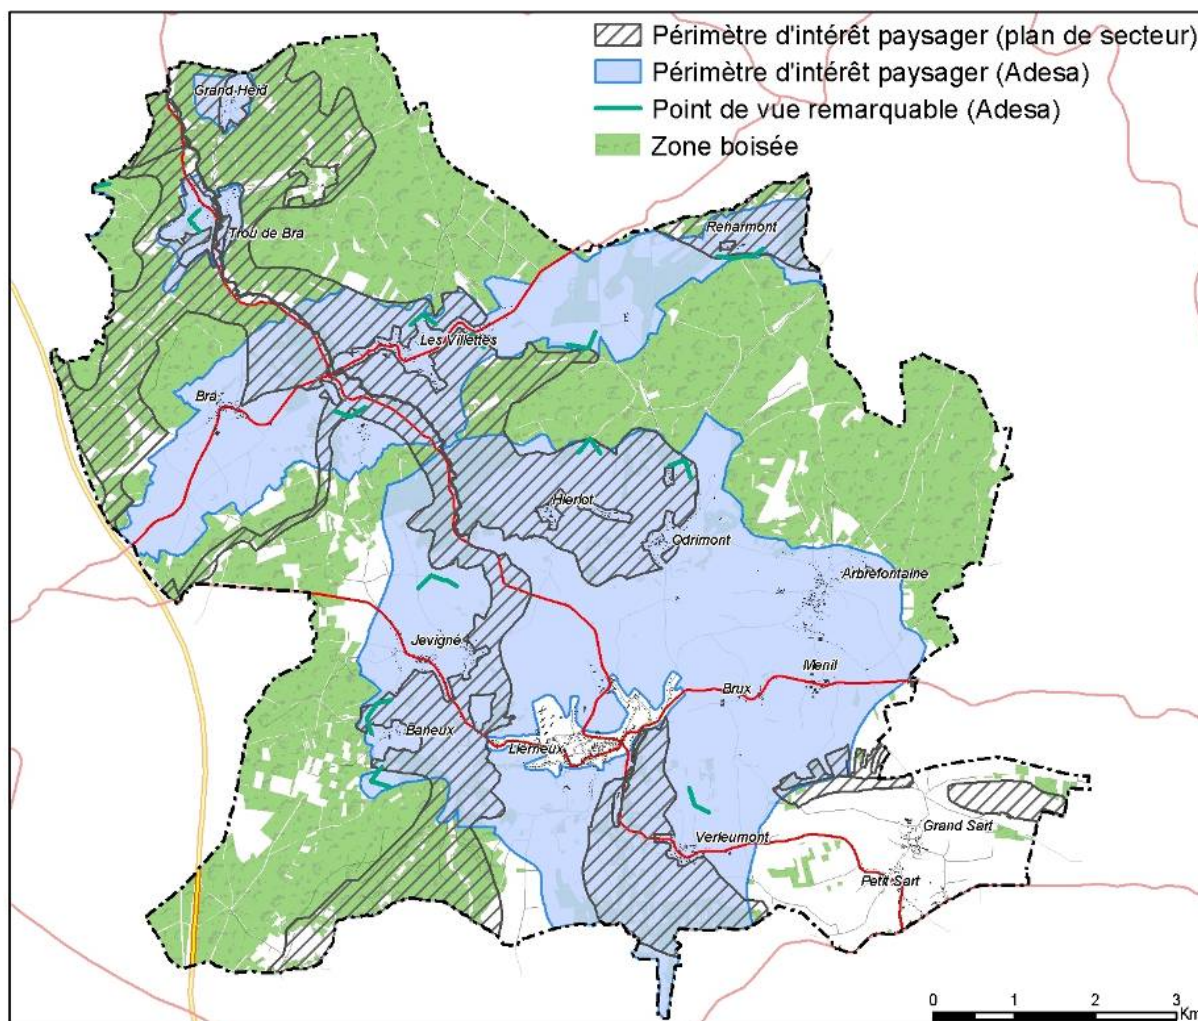 Périmètre d'intérêt paysager (plan de secteur)
Périmètre d'intérêt paysager (Adesa)
Point de vue remarquable (Adesa)
Zone boisée
Grand Heid
Trou de Bra
Reharmont
Les Villettes
Bra
Hierlot
Odrimont
Arbrefontaine
Jevigné
Menil
Brux
Baneux
Lierneux
Verleumont
Grand Sart
Petit Sart
0 1 2 3
Km